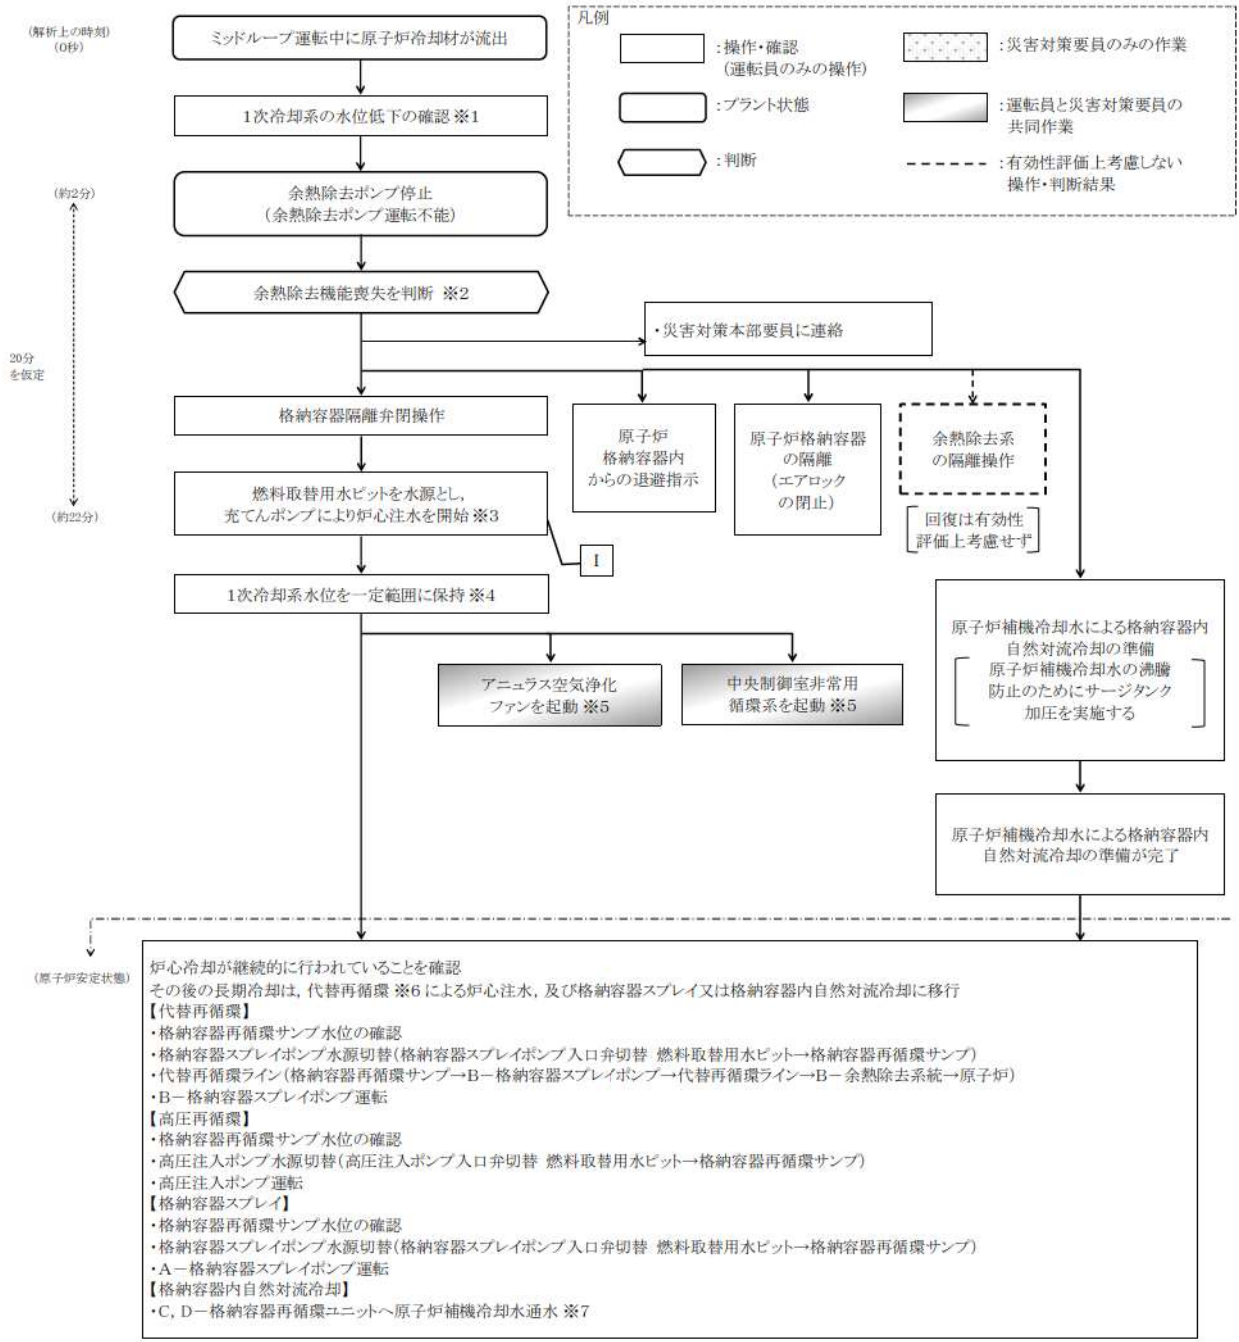 (解析上の時刻)
(0秒)
ミッドループ運転中に原子炉冷却材が流出
1次冷却系の水位低下の確認 ※1
(約2分)
余熱除去ポンプ停止
(余熱除去ポンプ運転不能)
余熱除去機能喪失を判断 ※2
凡例
:操作・確認
(運転員のみの操作)
:プラント状態
:判断
:災害対策要員のみの作業
:運転員と災害対策要員の
共同作業
:有効性評価上考慮しない
操作・判断結果
・災害対策本部要員に連絡
20分
を仮定
格納容器隔離弁閉操作
原子炉
格納容器内
からの退避指示
原子炉格納容器
の隔離
(エアロック
の閉止)
余熱除去系
の隔離操作
回復は有効性
評価上考慮せず
(約22分)
燃料取替用水ピットを水源とし,
充てんポンプにより炉心注水を開始 ※3
I
1次冷却系水位を一定範囲に保持 ※4
アニュラス空気浄化
ファンを起動 ※5
中央制御室非常用
循環系を起動 ※5
原子炉補機冷却水による格納容器内
自然対流冷却の準備
原子炉補機冷却水の沸騰
防止のためにサージタンク
加圧を実施する
原子炉補機冷却水による格納容器内
自然対流冷却の準備が完了
(原子炉安定状態)
炉心冷却が継続的に行われていることを確認
その後の長期冷却は, 代替再循環 ※6 による炉心注水, 及び格納容器スプレイ又は格納容器内自然対流冷却に移行
【代替再循環】
・格納容器再循環サンプ水位の確認
・格納容器スプレイポンプ水源切替(格納容器スプレイポンプ入口弁切替 燃料取替用水ピット→格納容器再循環サンプ)
・代替再循環ライン(格納容器再循環サンプ→B-格納容器スプレイポンプ→代替再循環ライン→B-余熱除去系統→原子炉)
・B-格納容器スプレイポンプ運転
【高圧再循環】
・格納容器再循環サンプ水位の確認
・高圧注入ポンプ水源切替(高圧注入ポンプ入口弁切替 燃料取替用水ピット→格納容器再循環サンプ)
・高圧注入ポンプ運転
【格納容器スプレイ】
・格納容器再循環サンプ水位の確認
・格納容器スプレイポンプ水源切替(格納容器スプレイポンプ入口弁切替 燃料取替用水ピット→格納容器再循環サンプ)
・A-格納容器スプレイポンプ運転
【格納容器内自然対流冷却】
・C, D-格納容器再循環ユニットへ原子炉補機冷却水通水 ※7